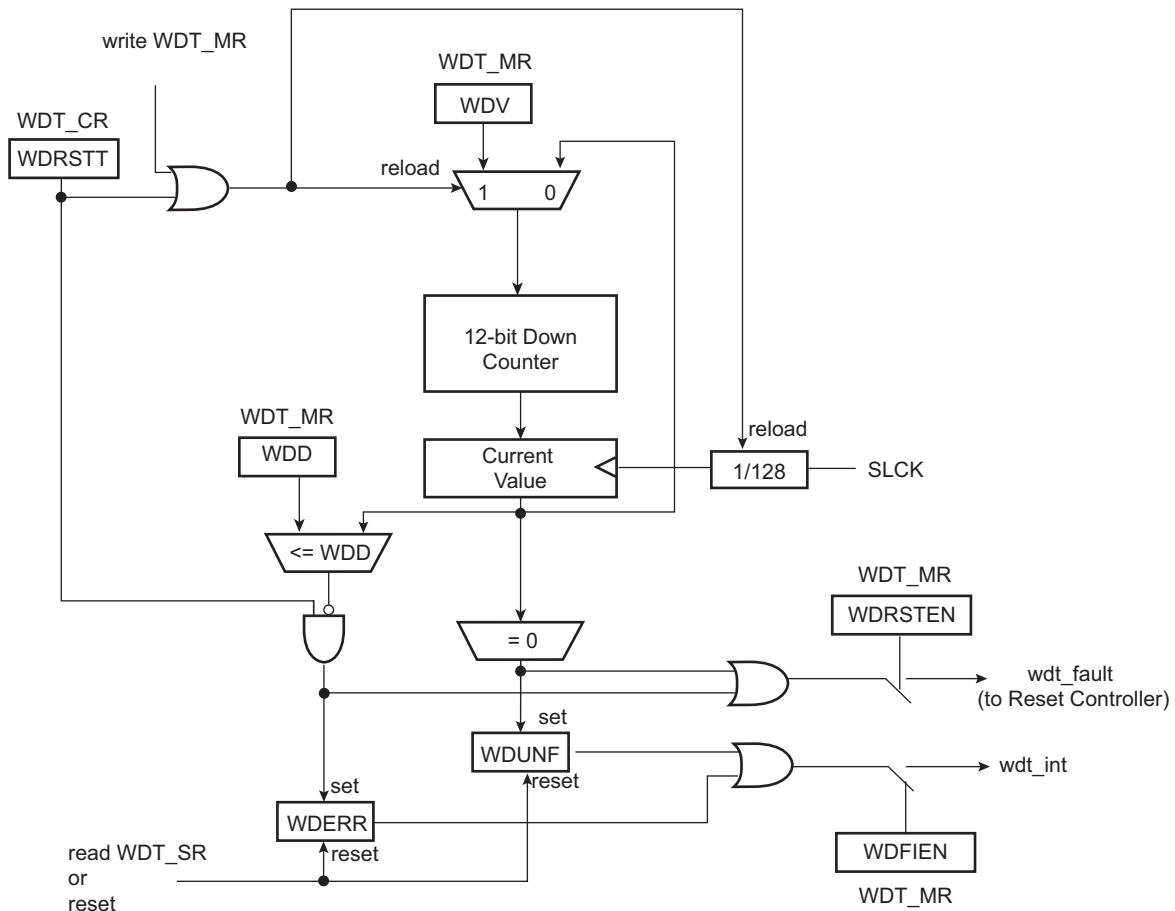 write WDT_MR
WDT_MR
WDV
WDT_CR
WDRSTT
reload
1 0
12-bit Down
Counter
WDT_MR
WDD
Current
Value
reload
1/128
SLCK
<= WDD
WDT_MR
WDRSTEN
= 0
wdt_fault
(to Reset Controller)
set
WDUNF
reset
wdt_int
set
WDERR
reset
read WDT_SR
or
reset
WDFIEN
WDT_MR